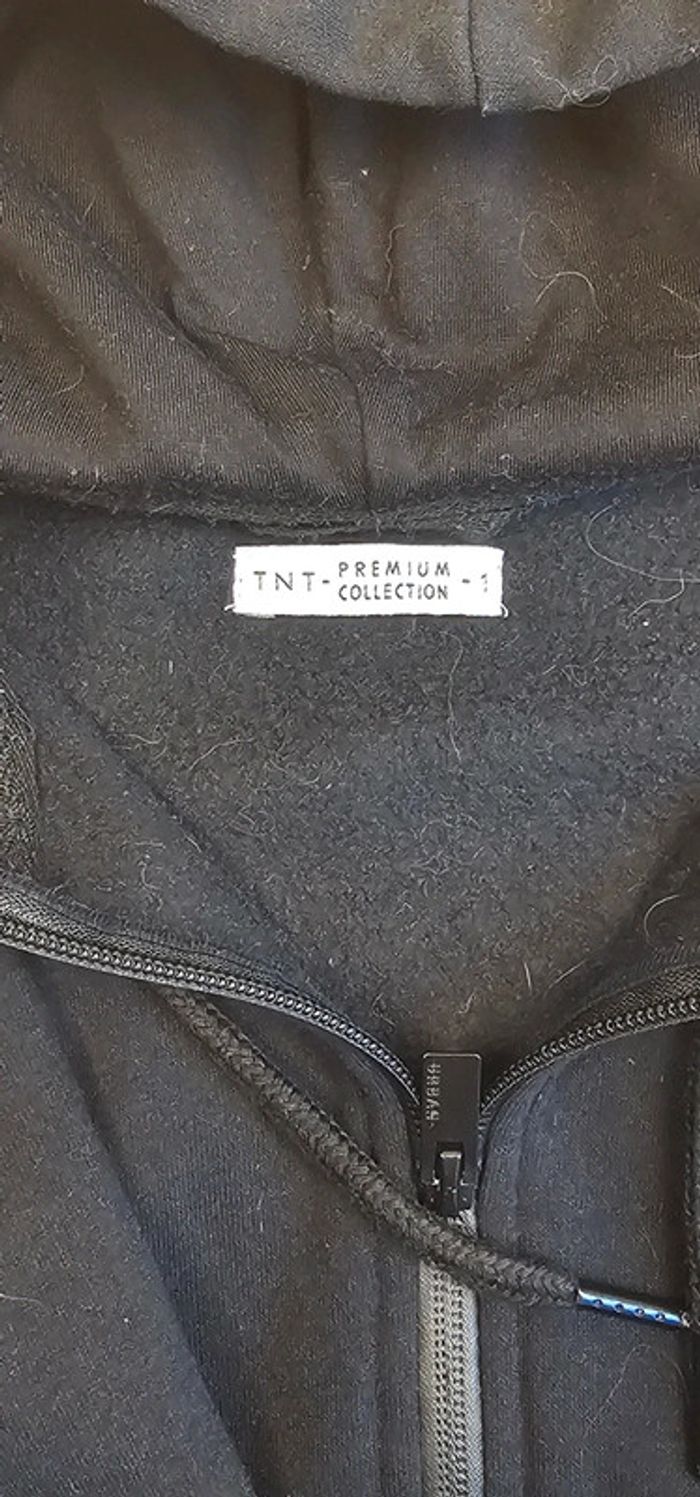 TNT- PREMIUM COLLECTION - 1